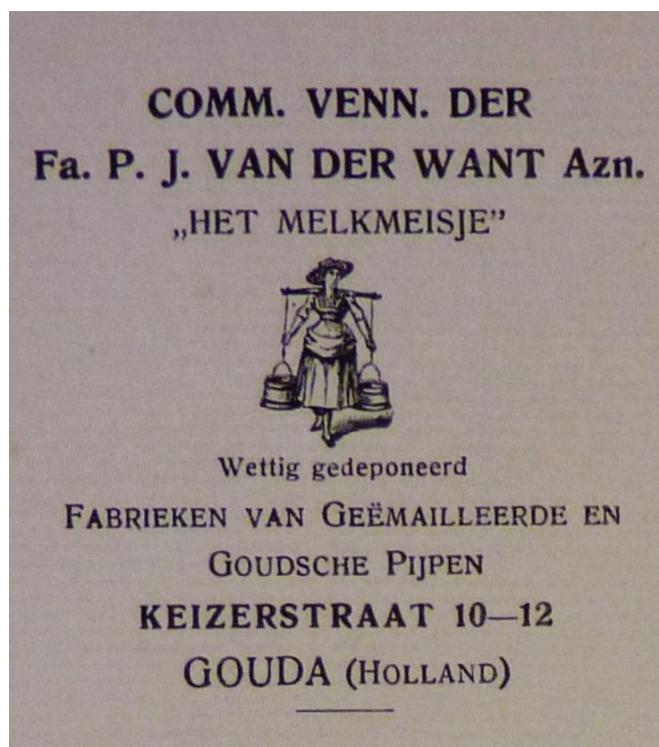 COMM. VENN. DER
Fa. P. J. VAN DER WANT Azn.
„HET MELKMEISJE”
Wettig gedeponeerd
FABRIEKEN VAN GEËMAILLEERDE EN
GOUDSCHE PIJPEN
KEIZERSTRAAT 10—12
GOUDA (HOLLAND)